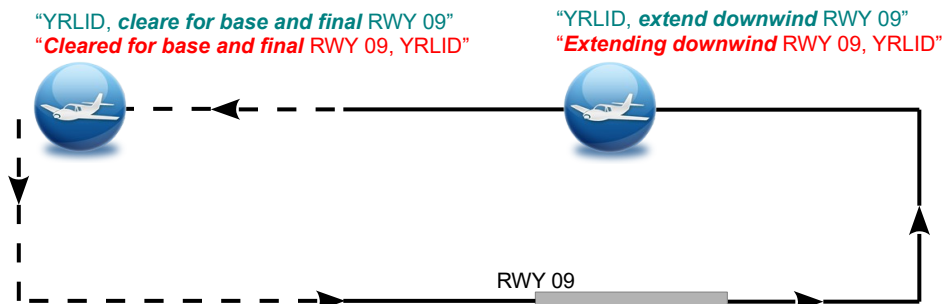 “YRLID, cleare for base and final RWY 09”
“Cleared for base and final RWY 09, YRLID”
“YRLID, extend downwind RWY 09”
“Extending downwind RWY 09, YRLID”
RWY 09